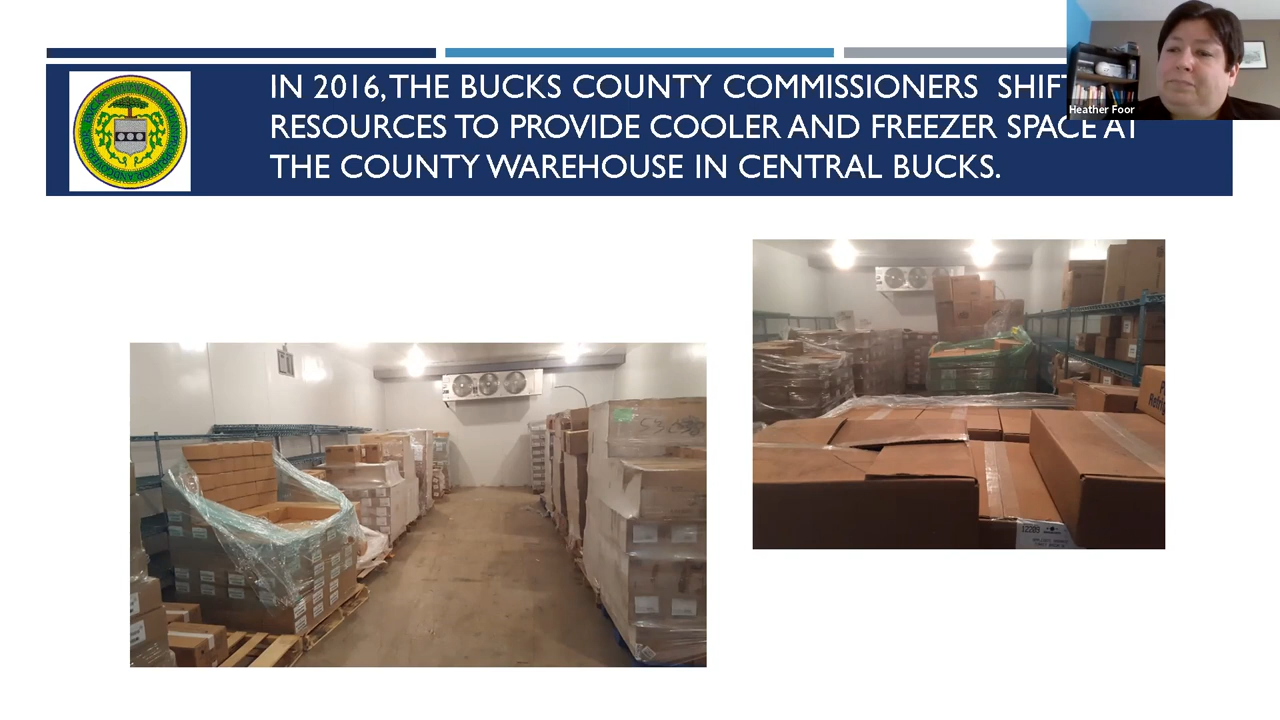 IN 2016, THE BUCKS COUNTY COMMISSIONERS SHIFT
RESOURCES TO PROVIDE COOLER AND FREEZER SPACE AT
THE COUNTY WAREHOUSE IN CENTRAL BUCKS.
Heather Foor
12289